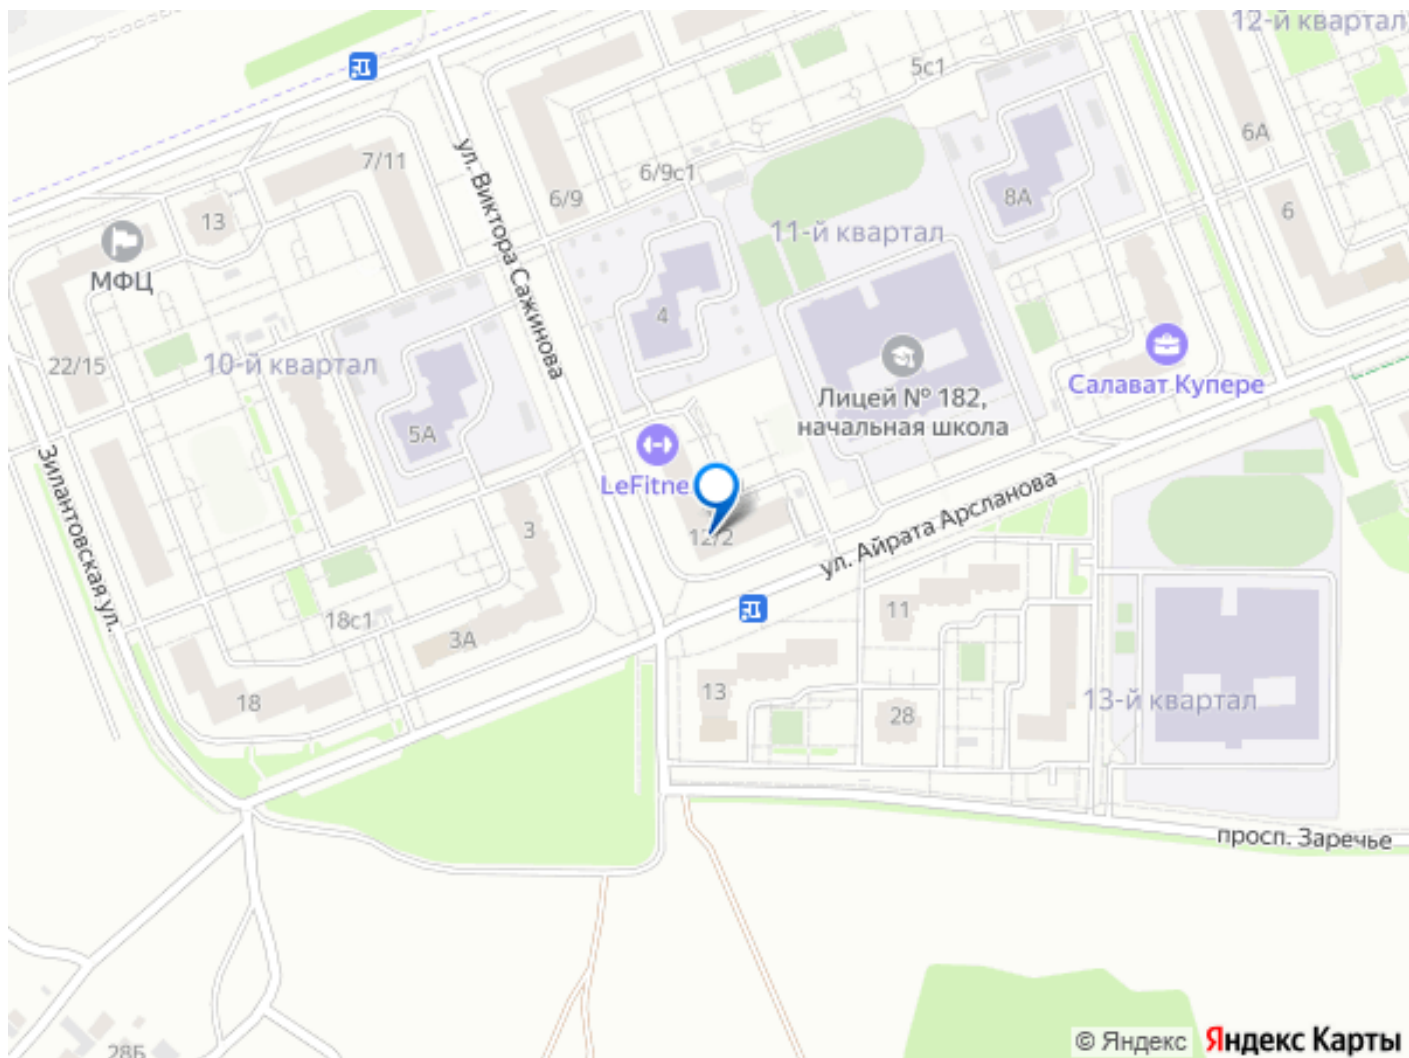 12-й квартал
5с1
6А
7/11
6/9с1
6/9
8А
6
13
МФЦ
ул. Виктора Сажинова
11-й квартал
4
22/15
10-й квартал
Лицей № 182,
начальная школа
Салават Купере
5А
LeFitne
Зилантовская ул.
3
12/2
ул. Айрата Арсланова
18с1
3А
11
18
13
28
13-й квартал
просп. Заречье
28Б
© Яндекс
Яндекс Карты